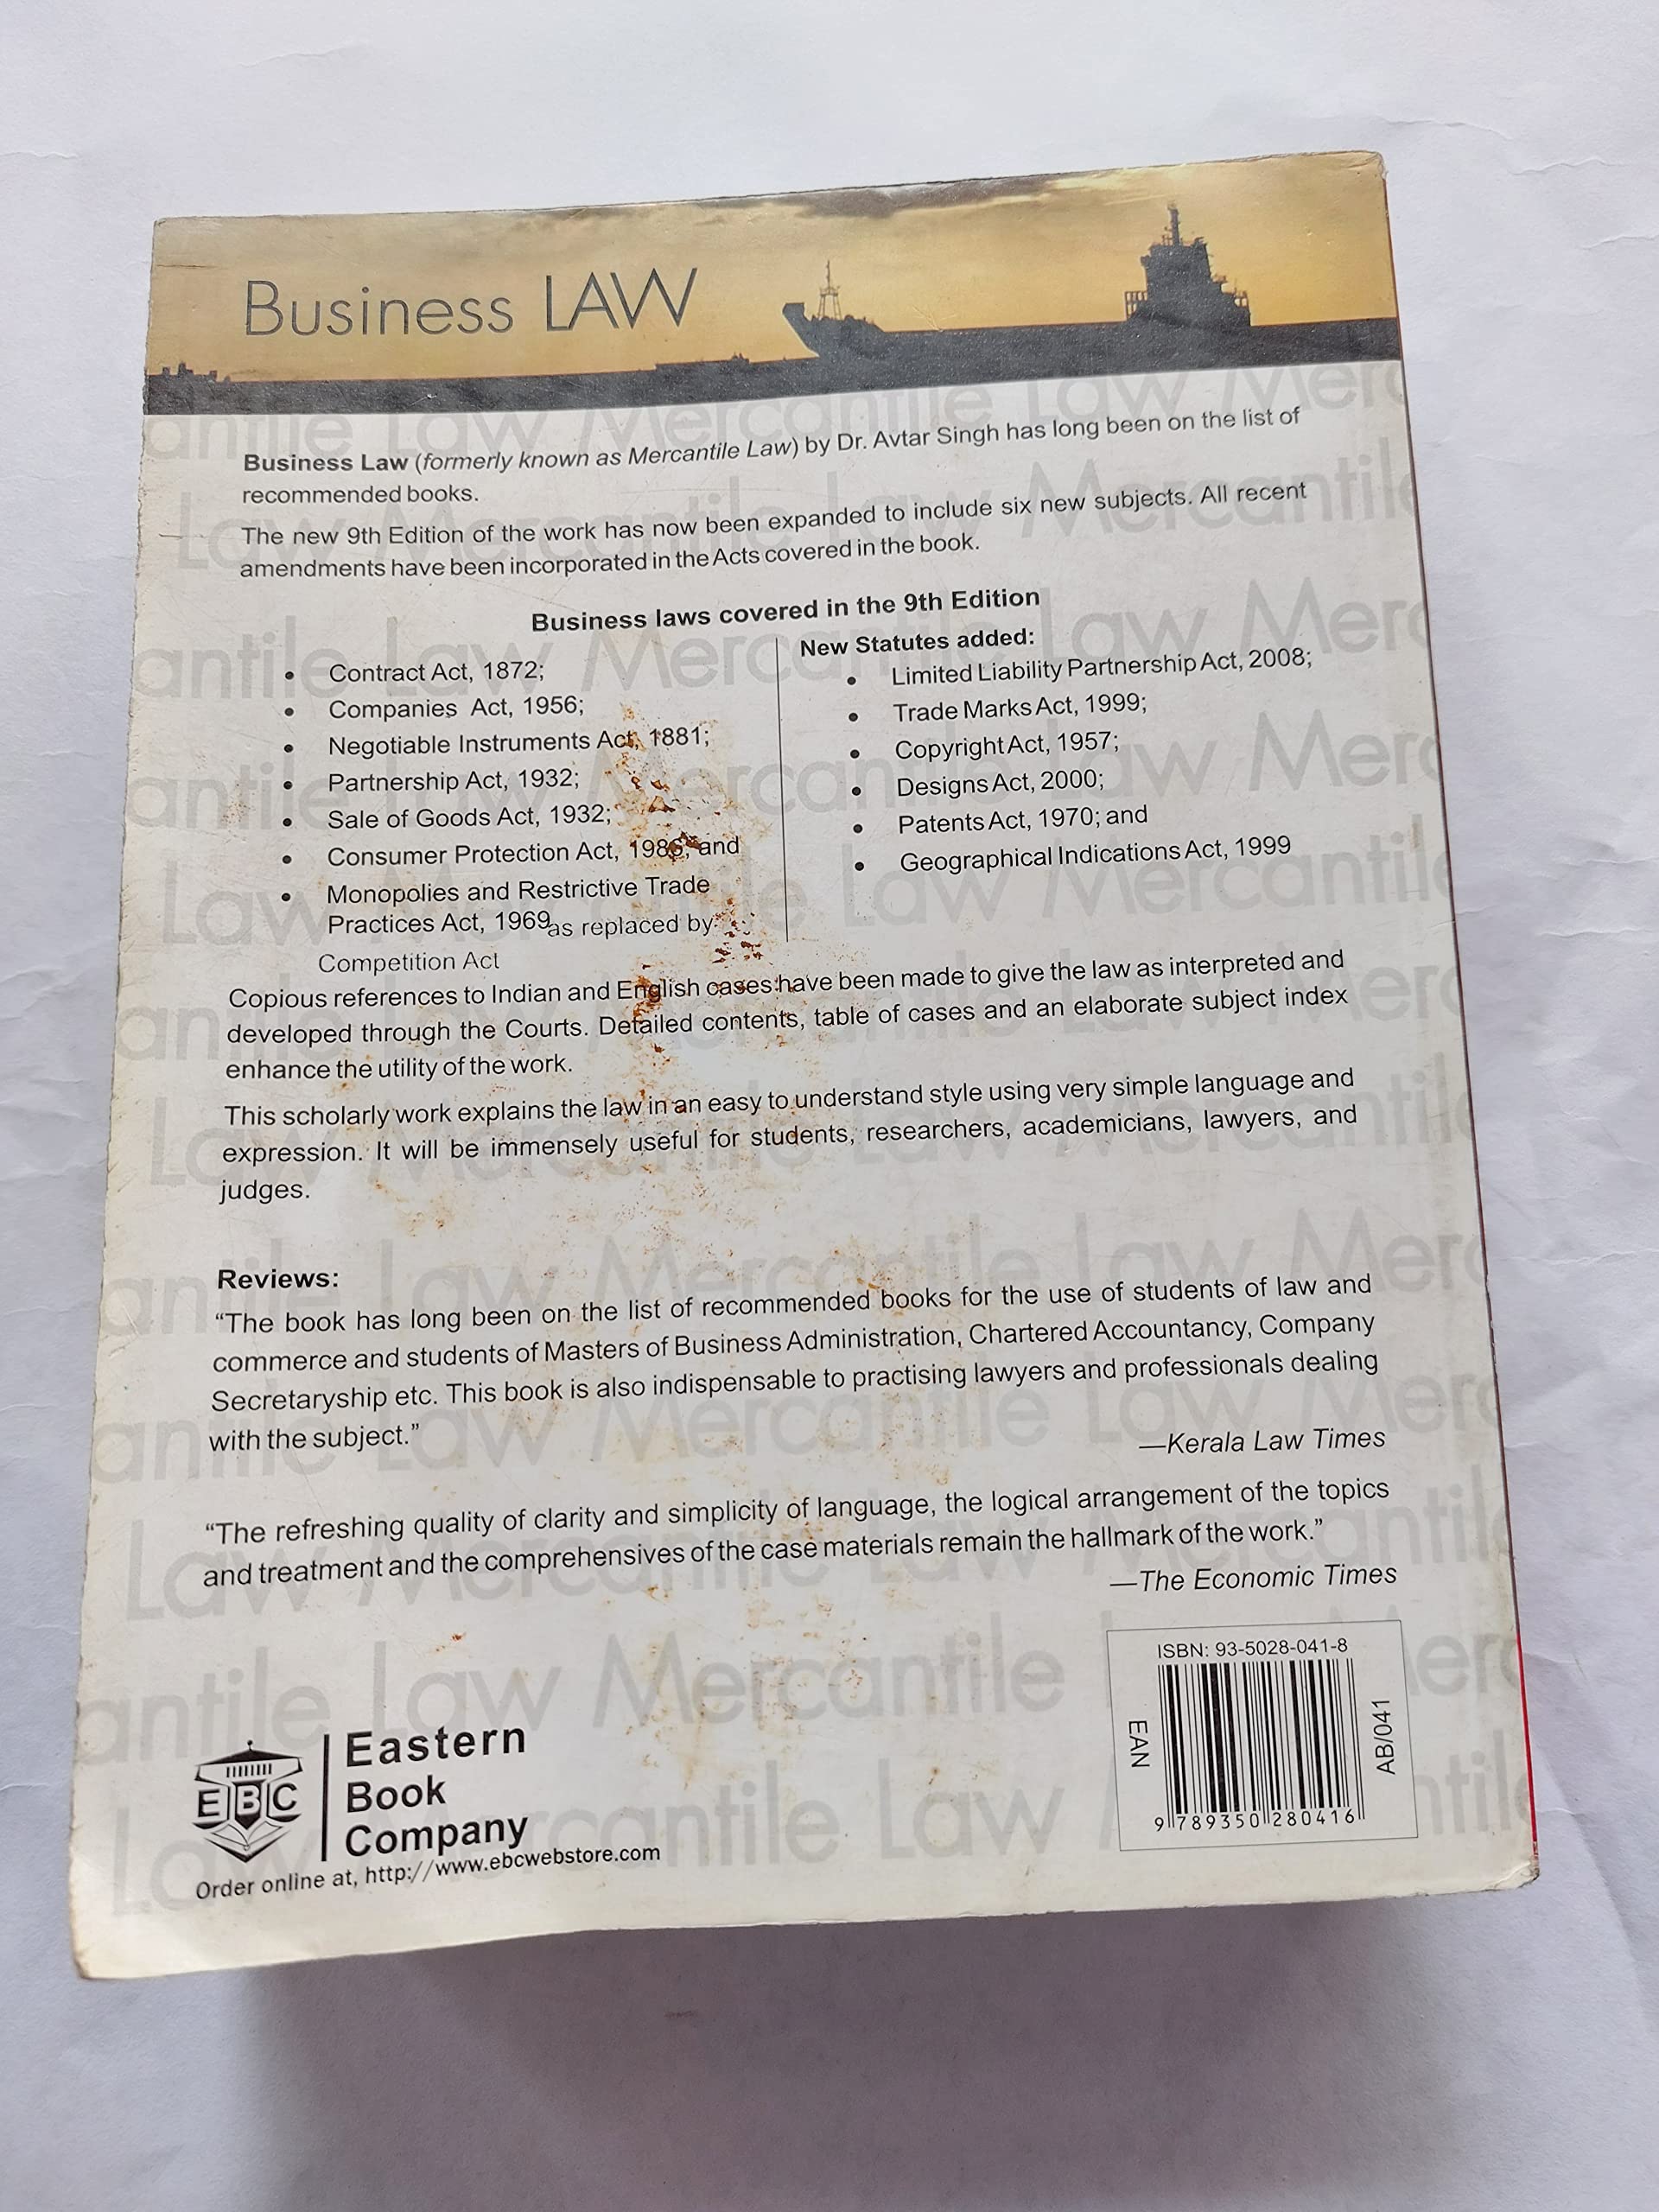 Business LAW
Business Law (formerly known as Mercantile Law) by Dr. Avtar Singh has long been on the list of
recommended books.
The new 9th Edition of the work has now been expanded to include six new subjects. All recent
amendments have been incorporated in the Acts covered in the book.
Business laws covered in the 9th Edition
• Contract Act, 1872;
• Companies Act, 1956;
• Negotiable Instruments Act, 1881;
• Partnership Act, 1932;
• Sale of Goods Act, 1932;
• Consumer Protection Act, 1986; and
• Monopolies and Restrictive Trade
Practices Act, 1969 as replaced by
Competition Act
New Statutes added:
• Limited Liability Partnership Act, 2008;
• Trade Marks Act, 1999;
• Copyright Act, 1957;
• Designs Act, 2000;
• Patents Act, 1970; and
• Geographical Indications Act, 1999
Copious references to Indian and English cases have been made to give the law as interpreted and
developed through the Courts. Detailed contents, table of cases and an elaborate subject index
enhance the utility of the work.
This scholarly work explains the law in an easy to understand style using very simple language and
expression. It will be immensely useful for students, researchers, academicians, lawyers, and
judges.
Reviews:
“The book has long been on the list of recommended books for the use of students of law and
commerce and students of Masters of Business Administration, Chartered Accountancy, Company
Secretaryship etc. This book is also indispensable to practising lawyers and professionals dealing
with the subject.”
—Kerala Law Times
“The refreshing quality of clarity and simplicity of language, the logical arrangement of the topics
and treatment and the comprehensives of the case materials remain the hallmark of the work.”
—The Economic Times
EBC
Eastern
Book
Company
Order online at, http://www.ebcwebstore.com
ISBN: 93-5028-041-8
EAN
AB/041
9 789350 280416